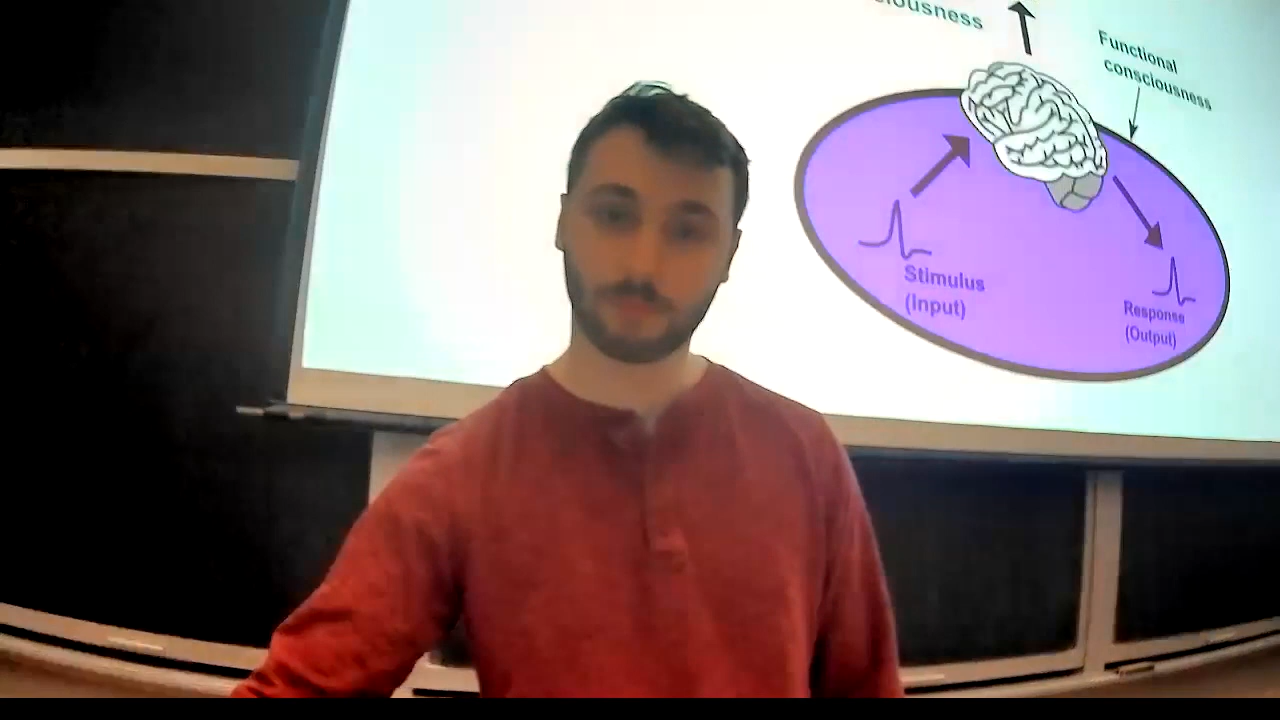 Functional
consciousness
Stimulus
(Input)
Response
(Output)